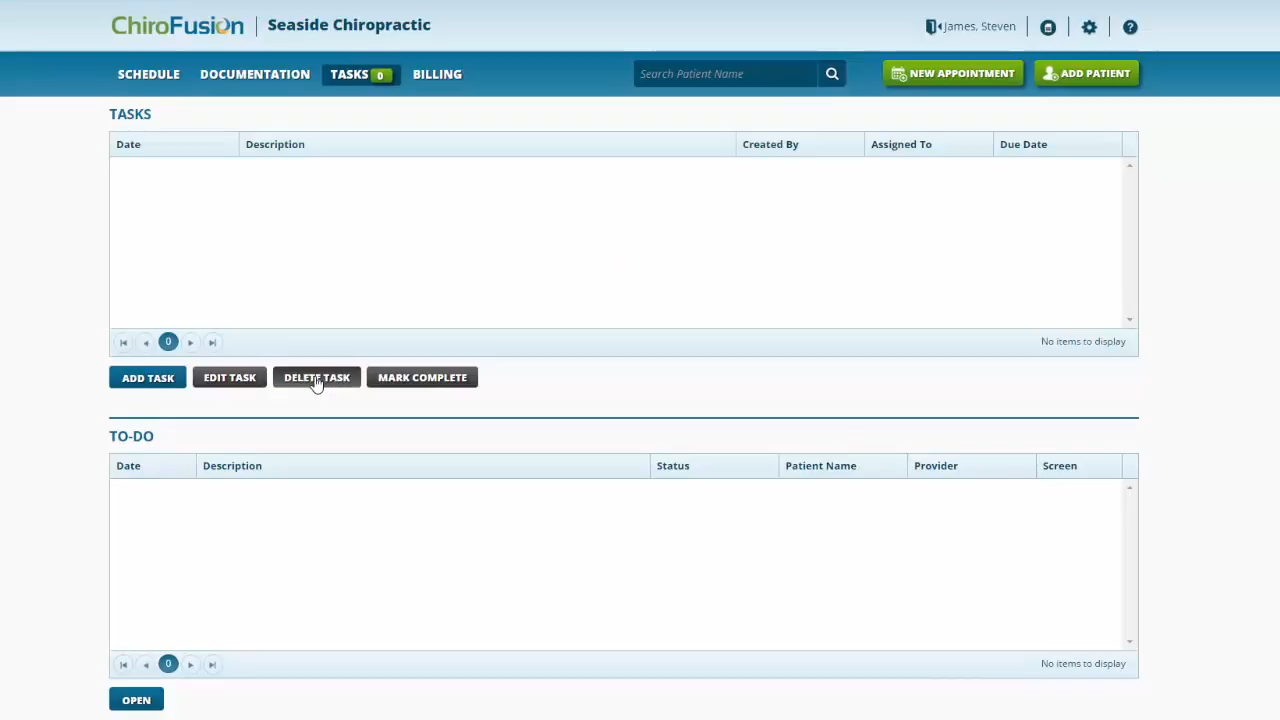 ChiroFusion Seaside Chiropractic James, Steven
SCHEDULE DOCUMENTATION TASKS 0 BILLING Search Patient Name NEW APPOINTMENT ADD PATIENT
TASKS
Date Description Created By Assigned To Due Date
0 No items to display
ADD TASK EDIT TASK DELETE TASK MARK COMPLETE
TO-DO
Date Description Status Patient Name Provider Screen
0 No items to display
OPEN